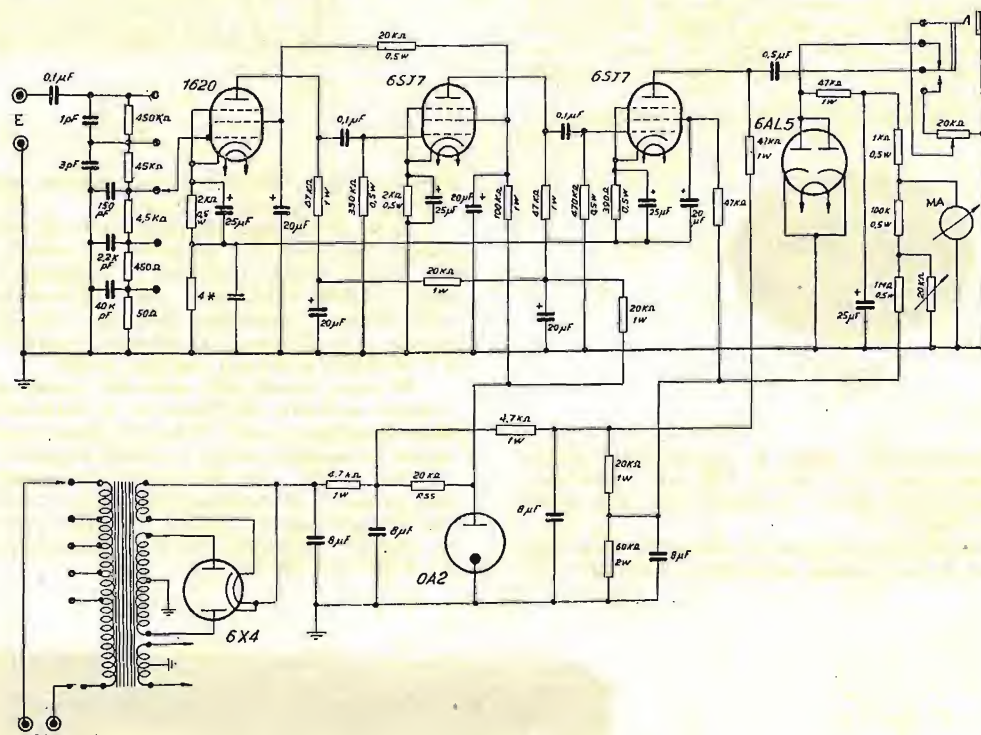 0,1µF
E
1pF
3pF
150
pF
2,2K
pF
40K
pF
450KΩ
45KΩ
4,5KΩ
450Ω
50Ω
1620
2KΩ
0,5W
25µF
4*
20µF
20KΩ
0,5W
47KΩ
1W
20µF
0,1µF
330KΩ
0,5W
6SJ7
2KΩ
0,5W
25µF
20µF
100KΩ
1W
20KΩ
1W
47KΩ
1W
20µF
0,1µF
470KΩ
0,5W
6SJ7
390Ω
0,5W
25µF
20
µF
20KΩ
1W
47KΩ
0,5µF
47KΩ
1W
6AL5
47KΩ
1W
25µF
1KΩ
0,5W
100K
0,5W
1MΩ
0,5W
20KΩ
MA
20KΩ
4,7KΩ
1W
4,7KΩ
1W
20KΩ
8µF
8µF
OA2
8µF
20KΩ
1W
60KΩ
2W
8µF
6X4